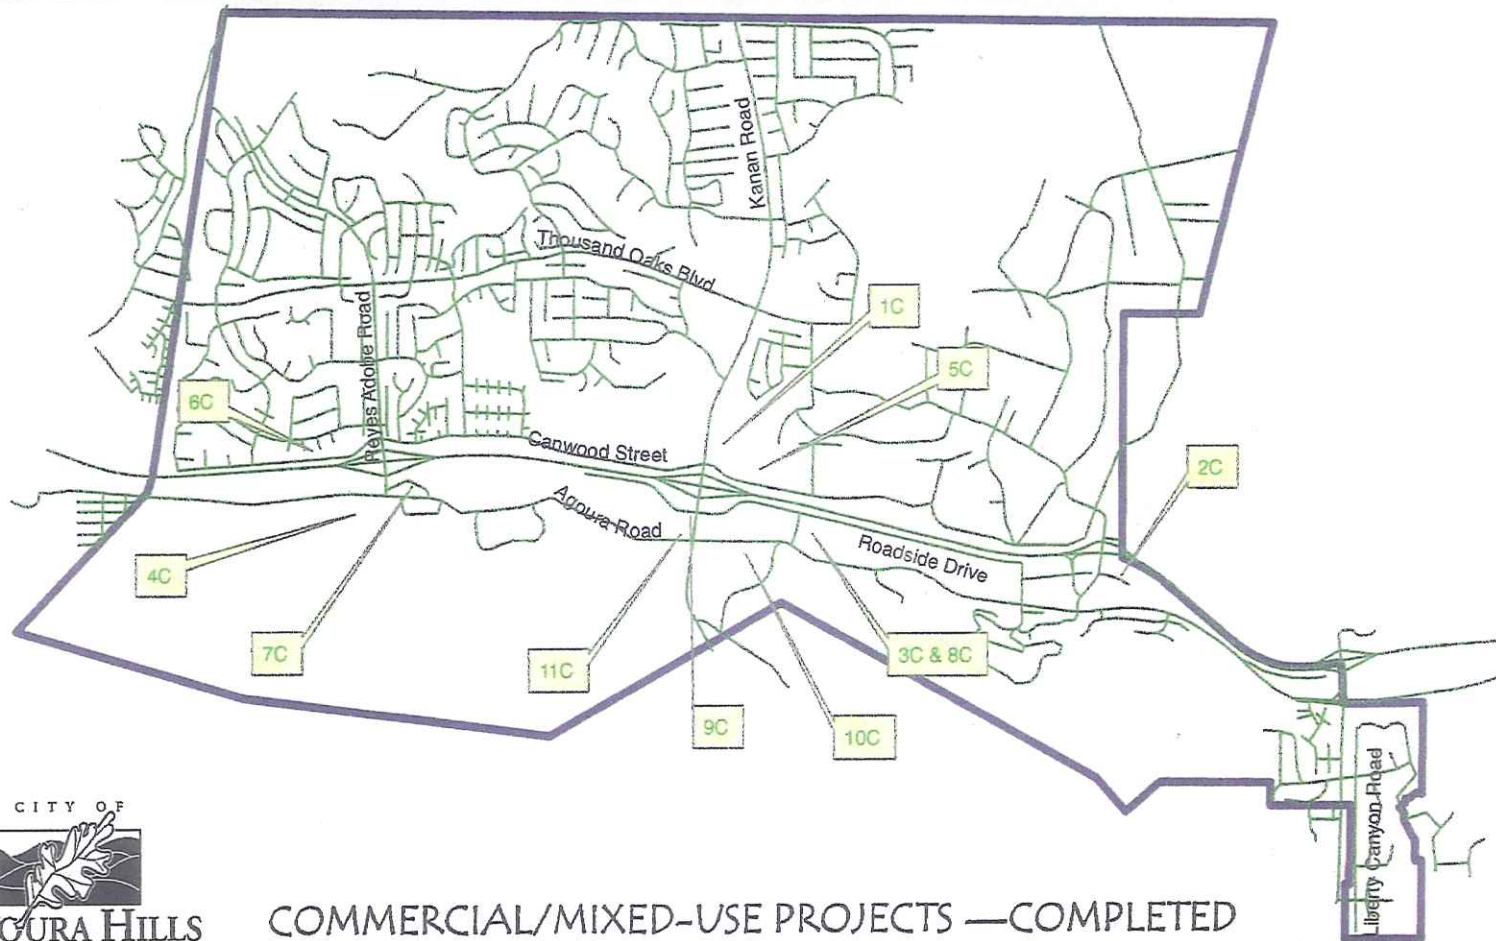 Kanan Road
Thousand Oaks Blvd
1C
Reyes Adobe Road
5C
6C
Canwood Street
2C
Agoura Road
Roadside Drive
4C
7C
11C
3C & 8C
9C
10C
Liberty Canyon Road
CITY OF
OURA HILLS
COMMERCIAL/MIXED-USE PROJECTS —COMPLETED